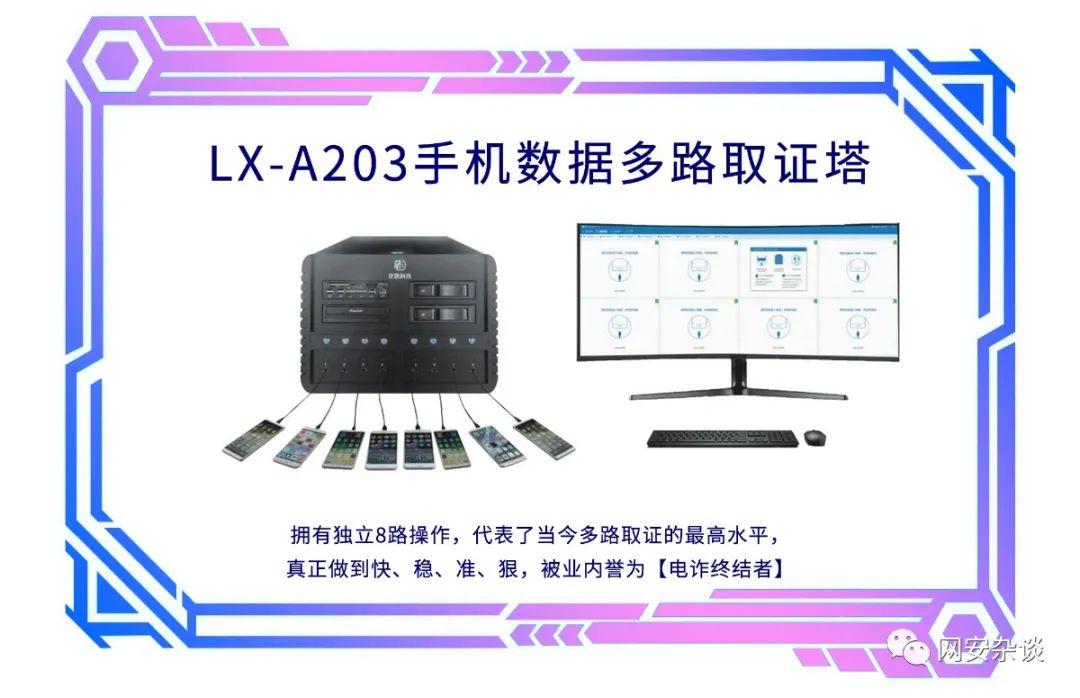 LX-A203手机数据多路取证塔
拥有独立8路操作，代表了当今多路取证的最高水平，
真正做到快、稳、准、狠，被业内誉为【电诈终结者】
网安杂谈